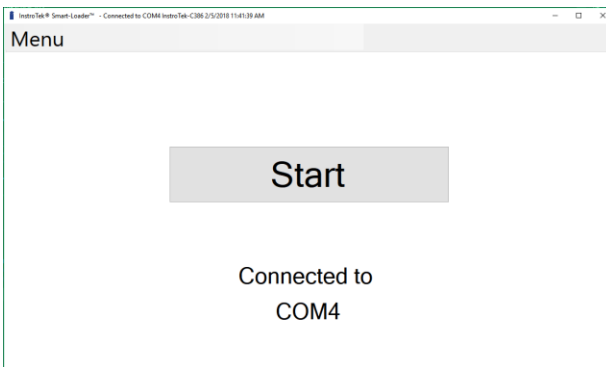 InstroTek® Smart-Loader™ - Connected to COM4 InstroTek-C386 2/5/2018 11:41:39 AM
Menu
Start
Connected to
COM4